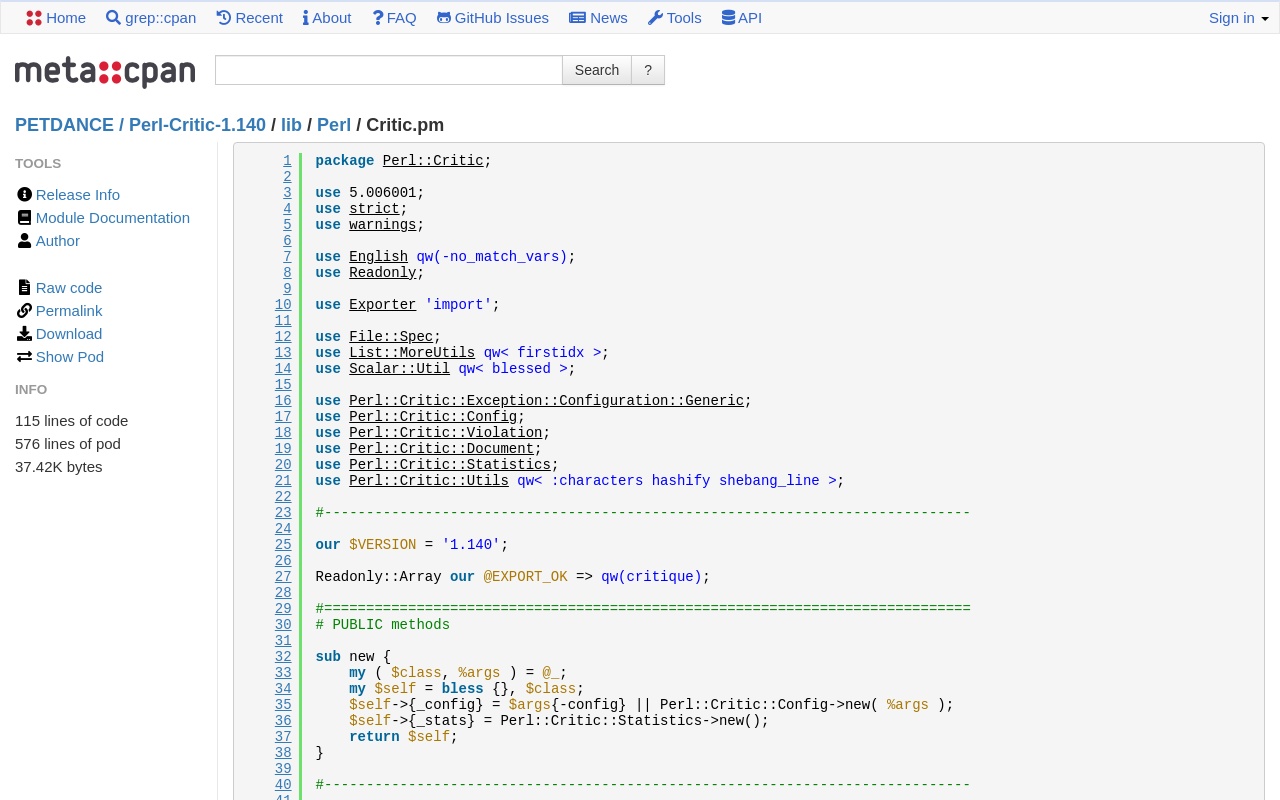 Home grep::cpan Recent About FAQ GitHub Issues News Tools API Sign in
meta::cpan Search ?
PETDANCE / Perl-Critic-1.140 / lib / Perl / Critic.pm
TOOLS
Release Info
Module Documentation
Author
Raw code
Permalink
Download
Show Pod
INFO
115 lines of code
576 lines of pod
37.42K bytes
1 package Perl::Critic;
2
3 use 5.006001;
4 use strict;
5 use warnings;
6
7 use English qw(-no_match_vars);
8 use Readonly;
9
10 use Exporter 'import';
11
12 use File::Spec;
13 use List::MoreUtils qw< firstidx >;
14 use Scalar::Util qw< blessed >;
15
16 use Perl::Critic::Exception::Configuration::Generic;
17 use Perl::Critic::Config;
18 use Perl::Critic::Violation;
19 use Perl::Critic::Document;
20 use Perl::Critic::Statistics;
21 use Perl::Critic::Utils qw< :characters hashify shebang_line >;
22
23 #-----------------------------------------------------------------------------
24
25 our $VERSION = '1.140';
26
27 Readonly::Array our @EXPORT_OK => qw(critique);
28
29 #=============================================================================
30 # PUBLIC methods
31
32 sub new {
33     my ( $class, %args ) = @_;
34     my $self = bless {}, $class;
35     $self->{_config} = $args{-config} || Perl::Critic::Config->new( %args );
36     $self->{_stats} = Perl::Critic::Statistics->new();
37     return $self;
38 }
39
40 #-----------------------------------------------------------------------------
41